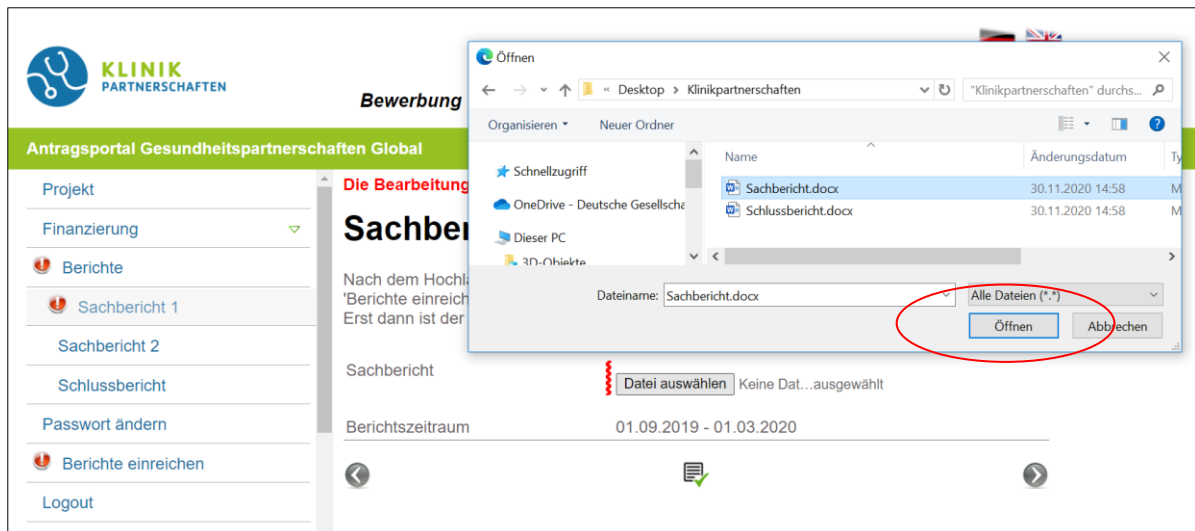 KLINIK
PARTNERSCHAFTEN
Bewerbung
Antragsportal Gesundheitspartnerschaften Global
Projekt
Finanzierung
Berichte
Sachbericht 1
Sachbericht 2
Schlussbericht
Passwort ändern
Berichte einreichen
Logout
Die Bearbeitung
Sachber
Nach dem Hochla
'Berichte einreich
Erst dann ist der
Sachbericht
Datei auswählen Keine Dat...ausgewählt
Berichtszeitraum 01.09.2019 - 01.03.2020
Öffnen
« Desktop > Klinikpartnerschaften
"Klinikpartnerschaften" durchs...
Organisieren Neuer Ordner
Schnellzugriff
OneDrive - Deutsche Gesellscha
Dieser PC
3D-Objekte
Name Änderungsdatum Ty
Sachbericht.docx 30.11.2020 14:58 M
Schlussbericht.docx 30.11.2020 14:58 M
Dateiname: Sachbericht.docx Alle Dateien (*.*)
Öffnen Abbrechen